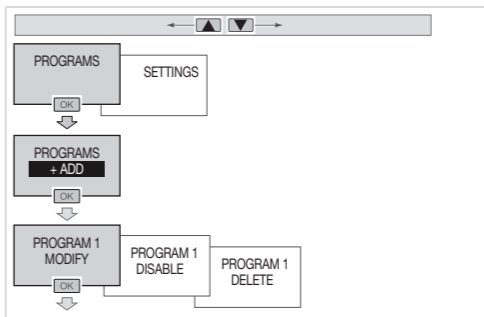 PROGRAMS
SETTINGS
OK
PROGRAMS
+ ADD
OK
PROGRAM 1
MODIFY
PROGRAM 1
DISABLE
PROGRAM 1
DELETE
OK